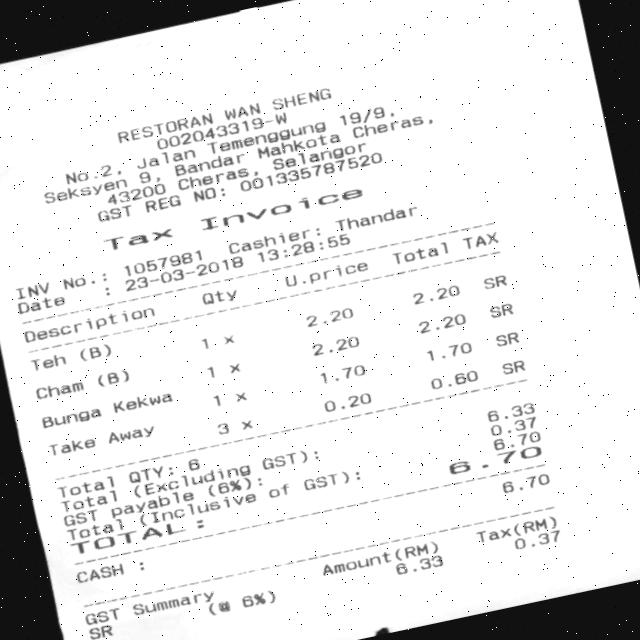 RESTORAN WAN SHENG
002043319-W
No.2, Jalan Temenggung 19/9,
Seksyen 9, Bandar Mahkota Cheras,
43200 Cheras, Selangor
GST REG NO: 001335787520
Tax Invoice
INV No.: 1057981 Cashier: Thandar
Date : 23-03-2018 13:28:55
Description Qty U.price Total TAX
Teh (B) 1 x 2.20 2.20 SR
Cham (B) 1 x 2.20 2.20 SR
Bunga Kekwa 1 x 1.70 1.70 SR
Take Away 3 x 0.20 0.60 SR
Total QTY: 6
Total (Excluding GST): 6.33
GST payable (6%): 0.37
Total (Inclusive of GST): 6.70
TOTAL : 6.70
CASH : 6.70
GST Summary Amount(RM) Tax(RM)
SR (@ 6%) 6.33 0.37